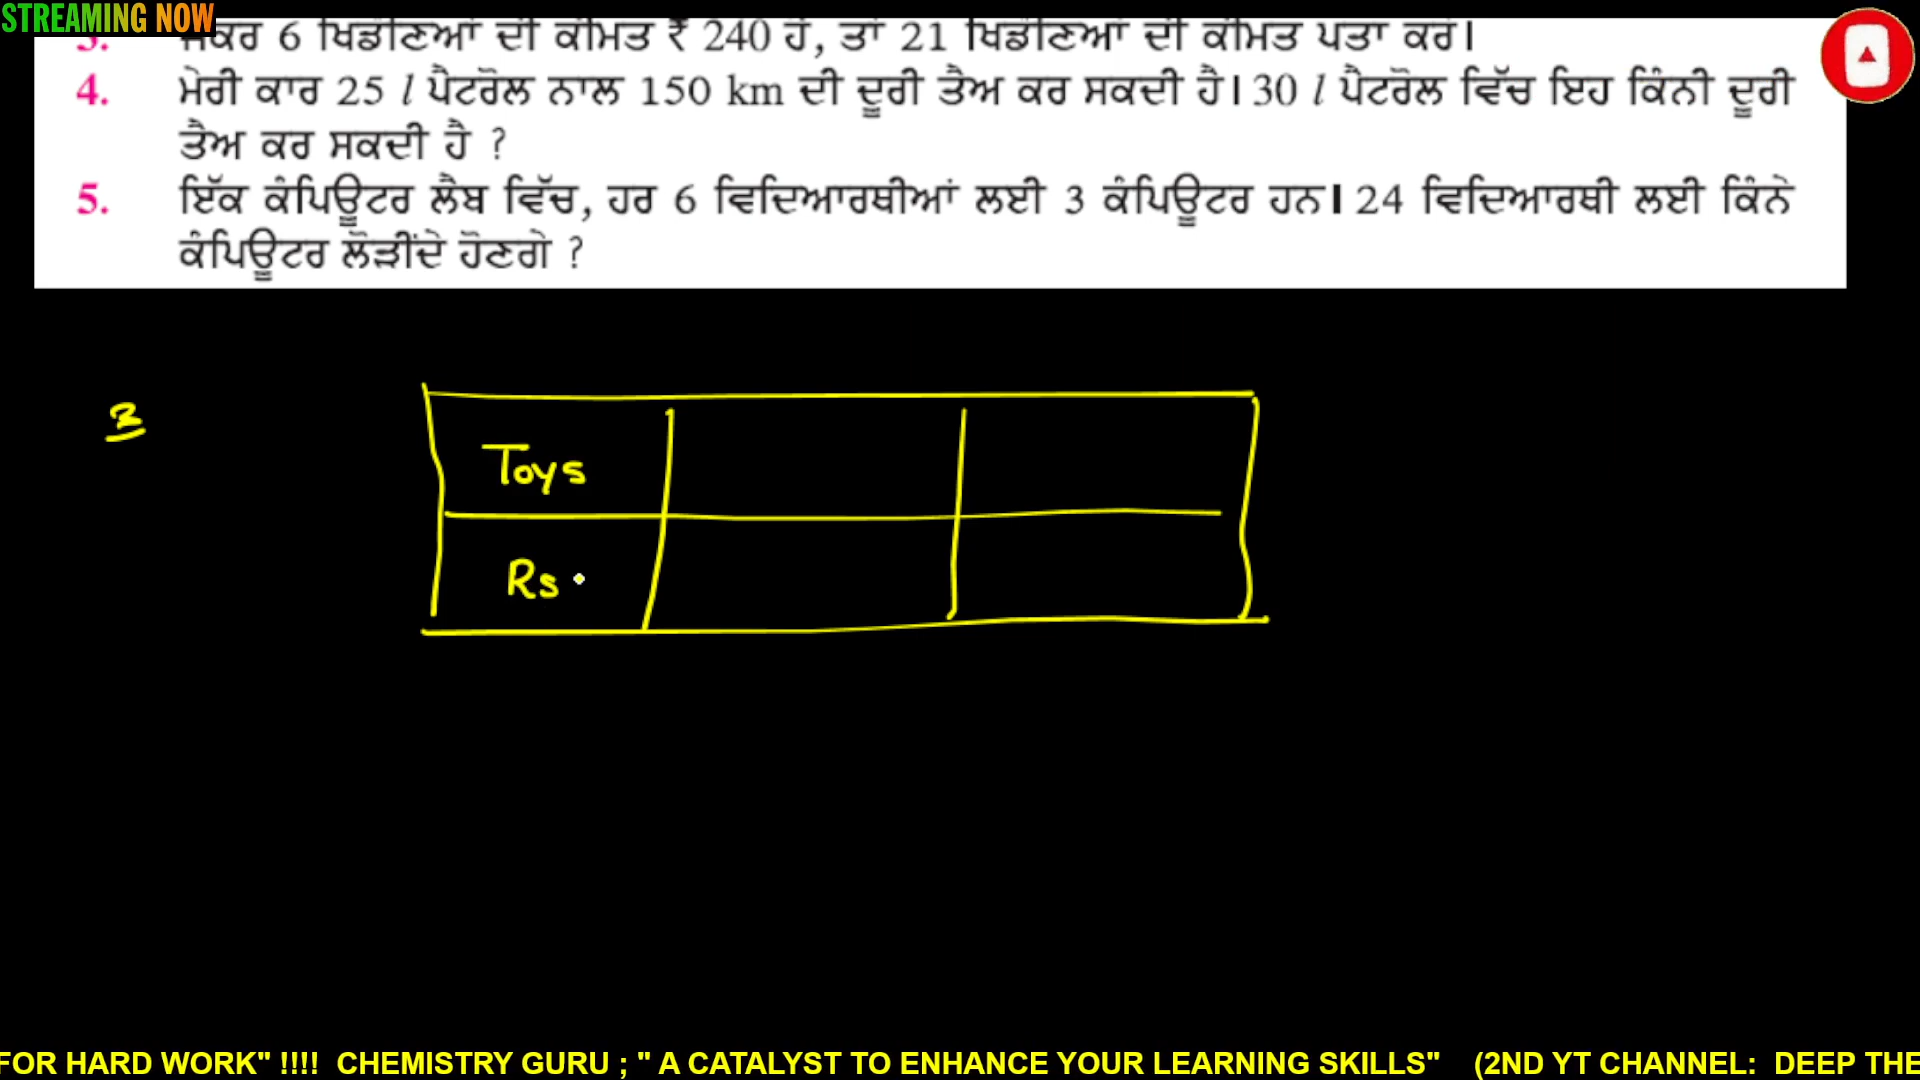 STREAMING NOW
3. ਜੇਕਰ 6 ਖਿਡੌਣਿਆਂ ਦੀ ਕੀਮਤ ₹ 240 ਹੈ, ਤਾਂ 21 ਖਿਡੌਣਿਆਂ ਦੀ ਕੀਮਤ ਪਤਾ ਕਰੋ।
4. ਮੇਰੀ ਕਾਰ 25 l ਪੈਟਰੋਲ ਨਾਲ 150 km ਦੀ ਦੂਰੀ ਤੈਅ ਕਰ ਸਕਦੀ ਹੈ। 30 l ਪੈਟਰੋਲ ਵਿੱਚ ਇਹ ਕਿੰਨੀ ਦੂਰੀ
ਤੈਅ ਕਰ ਸਕਦੀ ਹੈ ?
5. ਇੱਕ ਕੰਪਿਊਟਰ ਲੈਬ ਵਿੱਚ, ਹਰ 6 ਵਿਦਿਆਰਥੀਆਂ ਲਈ 3 ਕੰਪਿਊਟਰ ਹਨ। 24 ਵਿਦਿਆਰਥੀ ਲਈ ਕਿੰਨੇ
ਕੰਪਿਊਟਰ ਲੋੜੀਂਦੇ ਹੋਣਗੇ ?
3
Toys
Rs
FOR HARD WORK" !!!! CHEMISTRY GURU ; " A CATALYST TO ENHANCE YOUR LEARNING SKILLS" (2ND YT CHANNEL: DEEP THE